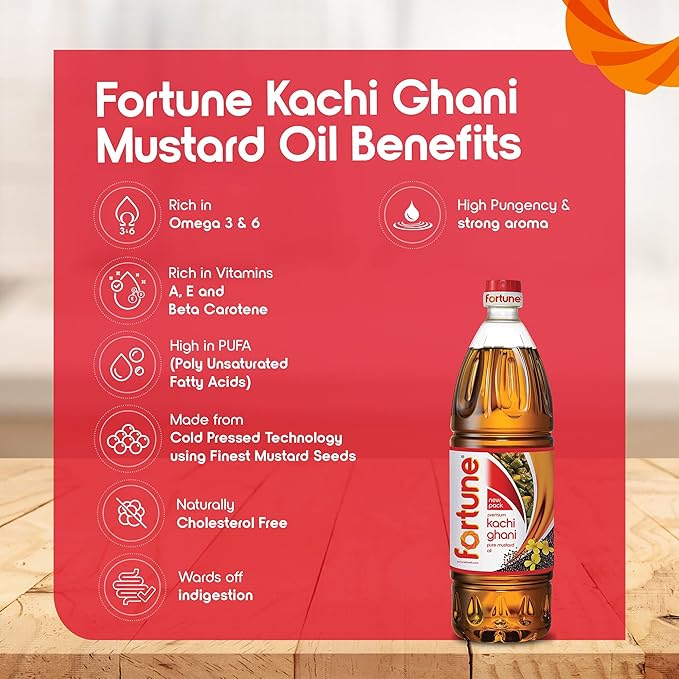 Fortune Kachi Ghani
Mustard Oil Benefits
Rich in
Omega 3 & 6
3&6
High Pungency &
strong aroma
Rich in Vitamins
A, E and
Beta Carotene
High in PUFA
(Poly Unsaturated
Fatty Acids)
Made from
Cold Pressed Technology
using Finest Mustard Seeds
Naturally
Cholesterol Free
Wards off
indigestion
fortune
fortune
new
pack
premium
kachi
ghani
pure mustard
oil